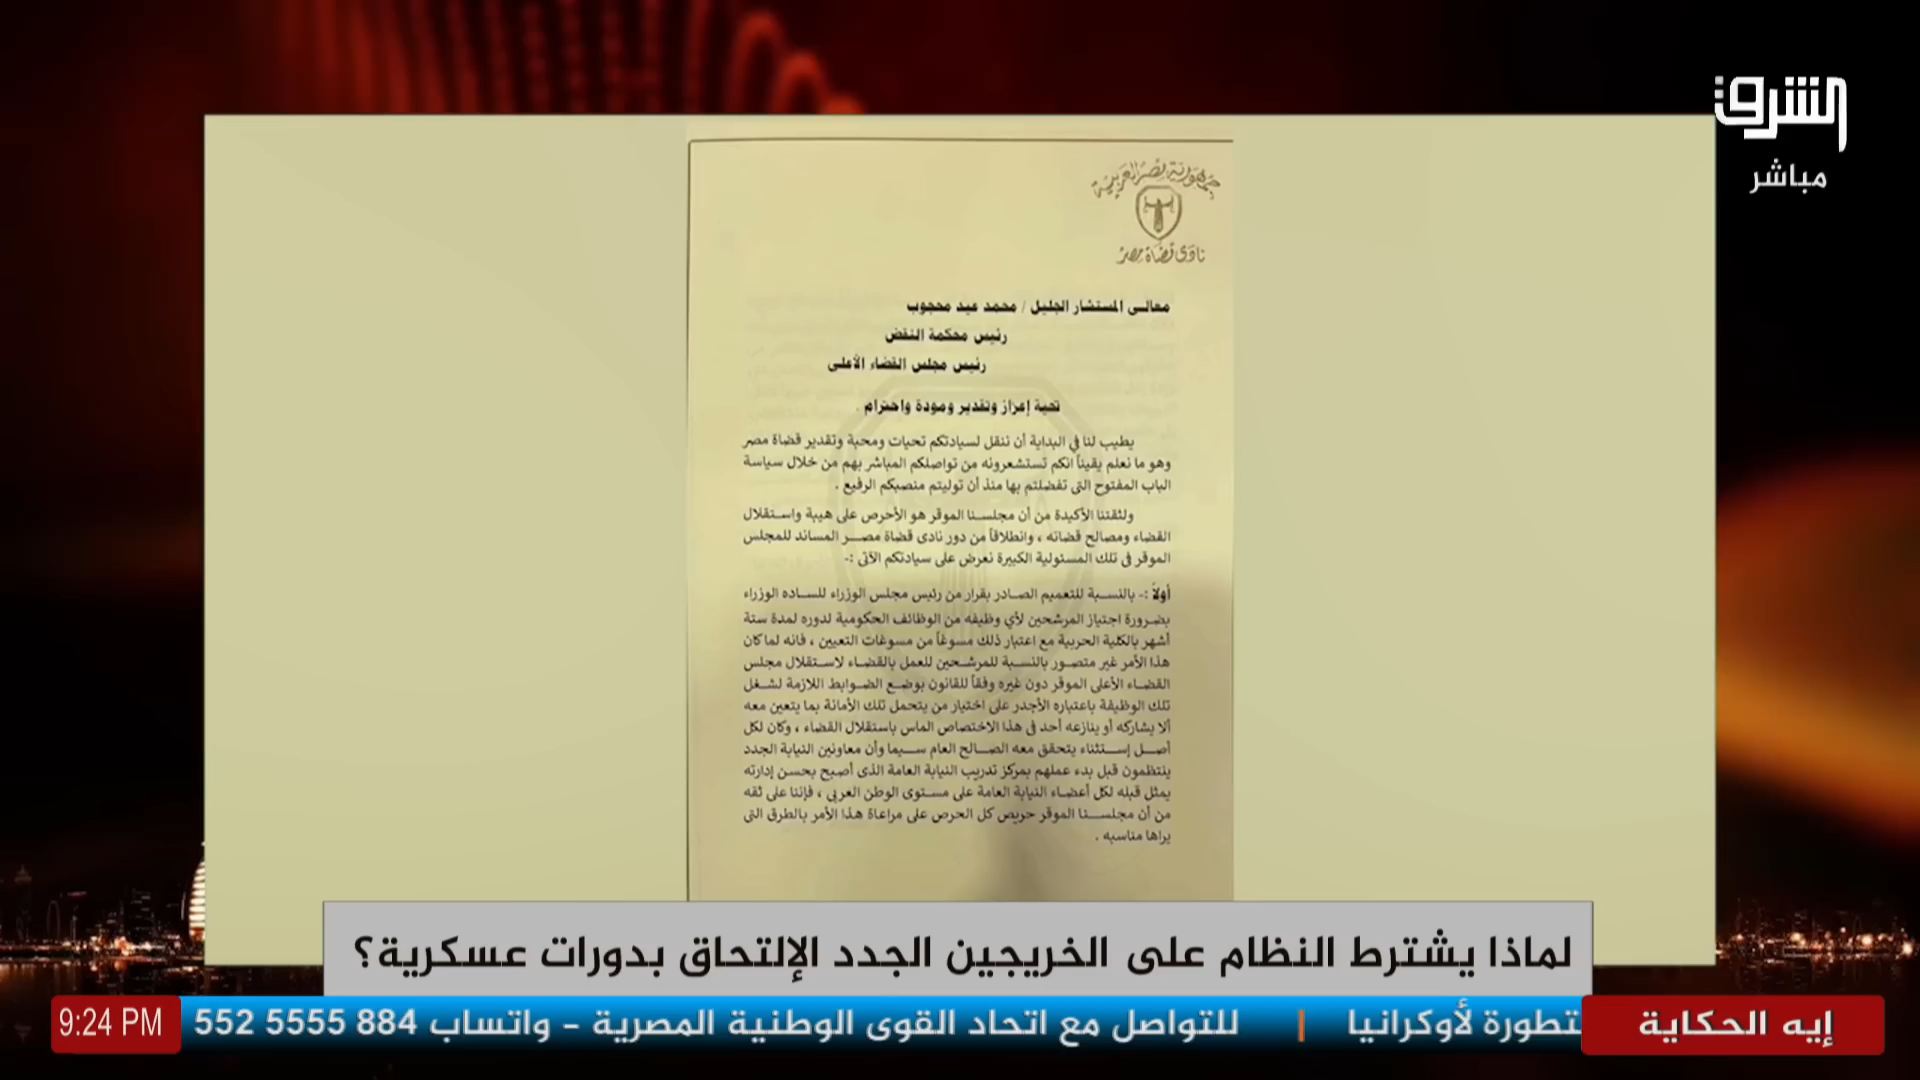 الشرق
مباشر
جمهورية مصر العربية
نادى قضاة مصر
معالـى المستشار الجليل / محمد عيد محجوب
رئيس محكمة النقض
رئيس مجلس القضاء الأعلى
تحية إعزاز وتقدير ومودة واحترام .
يطيب لنا في البداية أن ننقل لسيادتكم تحيات ومحبة وتقدير قضاة مصر
وهو ما نعلم يقيناً انكم تستشعرونه من تواصلكم المباشر بهم من خلال سياسة
الباب المفتوح التى تفضلتم بها منذ أن توليتم منصبكم الرفيع .
ولثقتنا الأكيدة من أن مجلسنا الموقر هو الأحرص على هيبة واستقلال
القضاء ومصالح قضاته ، وانطلاقاً من دور نادى قضاة مصر المساند للمجلس
الموقر فى تلك المسئولية الكبيرة نعرض على سيادتكم الآتى :-
أولاً :- بالنسبة للتعميم الصادر بقرار من رئيس مجلس الوزراء للساده الوزراء
بضرورة اجتياز المرشحين لأي وظيفه من الوظائف الحكومية لدوره لمدة ستة
أشهر بالكلية الحربية مع اعتبار ذلك مسوغاً من مسوغات التعيين ، فانه لما كان
هذا الأمر غير متصور بالنسبة للمرشحين للعمل بالقضاء لاستقلال مجلس
القضاء الأعلى الموقر دون غيره وفقاً للقانون بوضع الضوابط اللازمة لشغل
تلك الوظيفة باعتباره الأجدر على اختيار من يتحمل تلك الأمانة بما يتعين معه
ألا يشاركه أو ينازعه أحد فى هذا الاختصاص الماس باستقلال القضاء ، وكان لكل
أصل إستثناء يتحقق معه الصالح العام سيما وأن معاونين النيابة الجدد
ينتظمون قبل بدء عملهم بمركز تدريب النيابة العامة الذى أصبح بحسن إدارته
يمثل قبله لكل أعضاء النيابة العامة على مستوى الوطن العربي ، فإننا على ثقه
من أن مجلسنا الموقر حريص كل الحرص على مراعاة هذا الأمر بالطرق التى
يراها مناسبه .
لماذا يشترط النظام على الخريجين الجدد الإلتحاق بدورات عسكرية؟
إيه الحكاية
تطورة لأوكرانيا | للتواصل مع اتحاد القوى الوطنية المصرية - واتساب 884 5555 552
9:24 PM